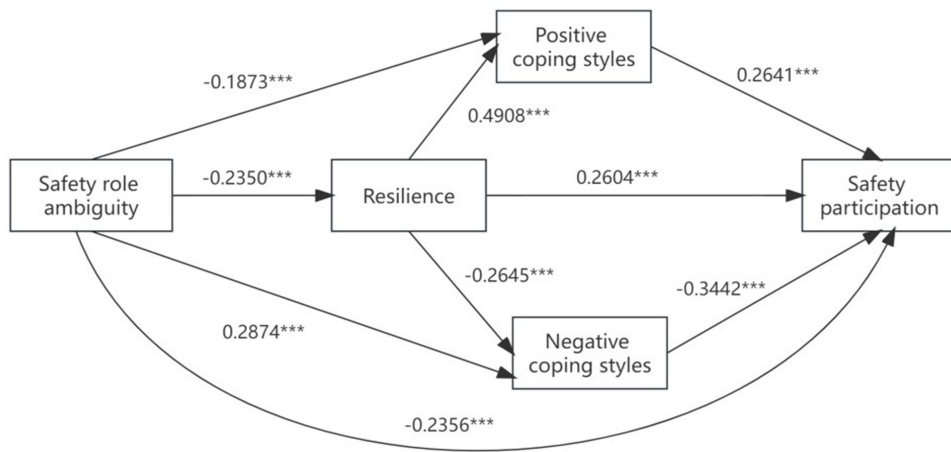 Positive
coping styles
-0.1873***
0.2641***
0.4908***
Safety role
ambiguity
-0.2350***
Resilience
0.2604***
Safety
participation
-0.2645***
-0.3442***
0.2874***
Negative
coping styles
-0.2356***